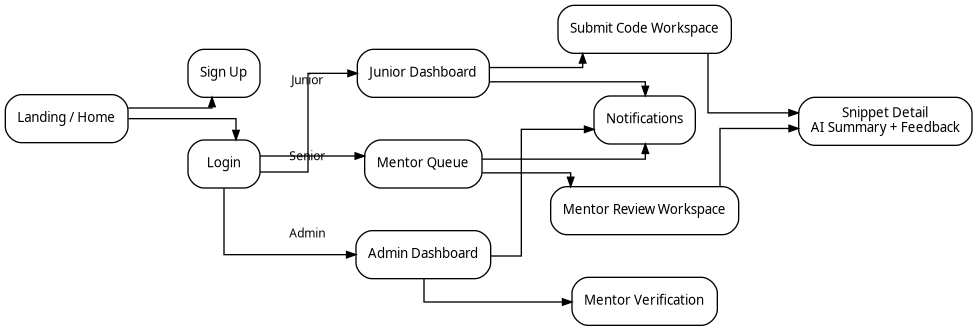 Submit Code Workspace
Sign Up
Junior
Junior Dashboard
Landing / Home
Notifications
Snippet Detail
AI Summary + Feedback
Login
Senior
Mentor Queue
Mentor Review Workspace
Admin
Admin Dashboard
Mentor Verification